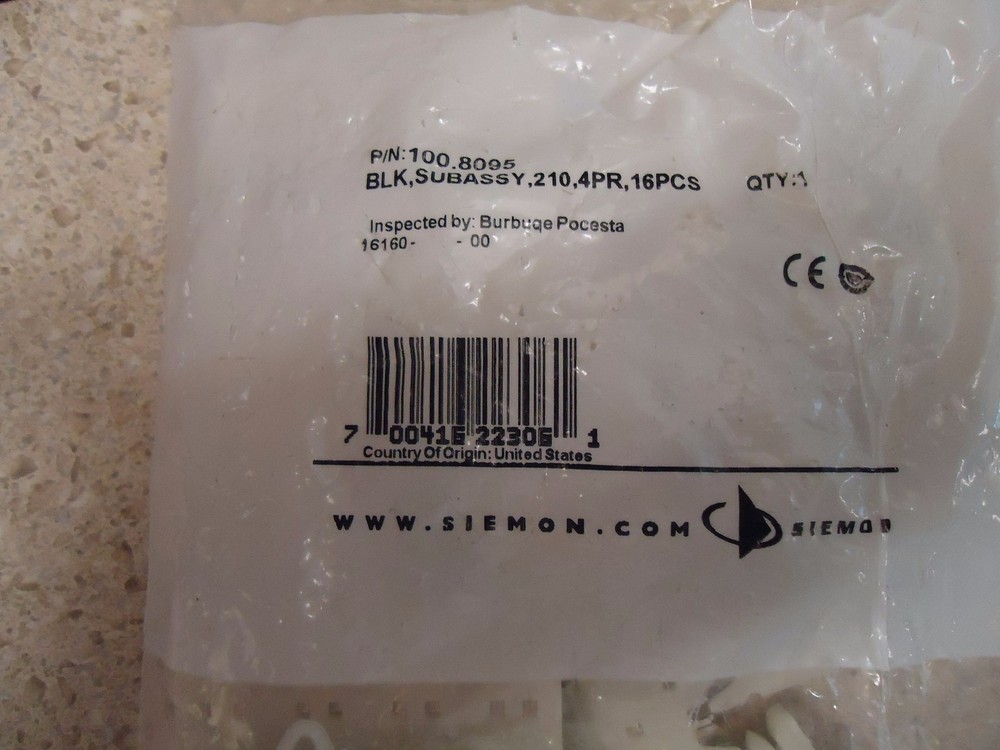 P/N:100.8095
BLK,SUBASSY,210,4PR,16PCS QTY:1
Inspected by: Burbuqe Pocesta
16160- - 00
CE
7 00416 22306 1
Country Of Origin: United States
WWW.SIEMON.COM SIEMON